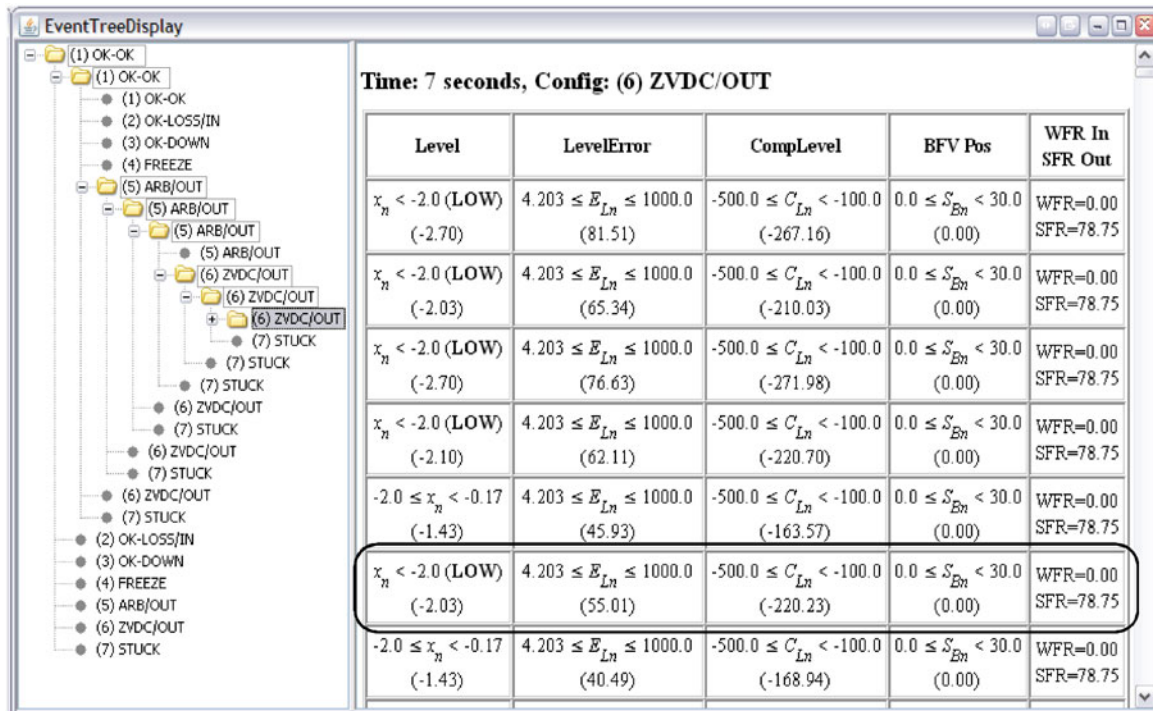 EventTreeDisplay
(1) OK-OK
(1) OK-OK
(1) OK-OK
(2) OK-LOSS/IN
(3) OK-DOWN
(4) FREEZE
(5) ARB/OUT
(5) ARB/OUT
(5) ARB/OUT
(5) ARB/OUT
(6) ZVDC/OUT
(6) ZVDC/OUT
(6) ZVDC/OUT
(7) STUCK
(7) STUCK
(7) STUCK
(6) ZVDC/OUT
(7) STUCK
(6) ZVDC/OUT
(7) STUCK
(6) ZVDC/OUT
(7) STUCK
(2) OK-LOSS/IN
(3) OK-DOWN
(4) FREEZE
(5) ARB/OUT
(6) ZVDC/OUT
(7) STUCK
Time: 7 seconds, Config: (6) ZVDC/OUT
Level LevelError CompLevel BFV Pos WFR In
SFR Out
x_n < -2.0 (LOW) 4.203 ≤ E_Ln ≤ 1000.0 -500.0 ≤ C_Ln < -100.0 0.0 ≤ S_Bn < 30.0 WFR=0.00
(-2.70) (81.51) (-267.16) (0.00) SFR=78.75
x_n < -2.0 (LOW) 4.203 ≤ E_Ln ≤ 1000.0 -500.0 ≤ C_Ln < -100.0 0.0 ≤ S_Bn < 30.0 WFR=0.00
(-2.03) (65.34) (-210.03) (0.00) SFR=78.75
x_n < -2.0 (LOW) 4.203 ≤ E_Ln ≤ 1000.0 -500.0 ≤ C_Ln < -100.0 0.0 ≤ S_Bn < 30.0 WFR=0.00
(-2.70) (76.63) (-271.98) (0.00) SFR=78.75
x_n < -2.0 (LOW) 4.203 ≤ E_Ln ≤ 1000.0 -500.0 ≤ C_Ln < -100.0 0.0 ≤ S_Bn < 30.0 WFR=0.00
(-2.10) (62.11) (-220.70) (0.00) SFR=78.75
-2.0 ≤ x_n < -0.17 4.203 ≤ E_Ln ≤ 1000.0 -500.0 ≤ C_Ln < -100.0 0.0 ≤ S_Bn < 30.0 WFR=0.00
(-1.43) (45.93) (-163.57) (0.00) SFR=78.75
x_n < -2.0 (LOW) 4.203 ≤ E_Ln ≤ 1000.0 -500.0 ≤ C_Ln < -100.0 0.0 ≤ S_Bn < 30.0 WFR=0.00
(-2.03) (55.01) (-220.23) (0.00) SFR=78.75
-2.0 ≤ x_n < -0.17 4.203 ≤ E_Ln ≤ 1000.0 -500.0 ≤ C_Ln < -100.0 0.0 ≤ S_Bn < 30.0 WFR=0.00
(-1.43) (40.49) (-168.94) (0.00) SFR=78.75